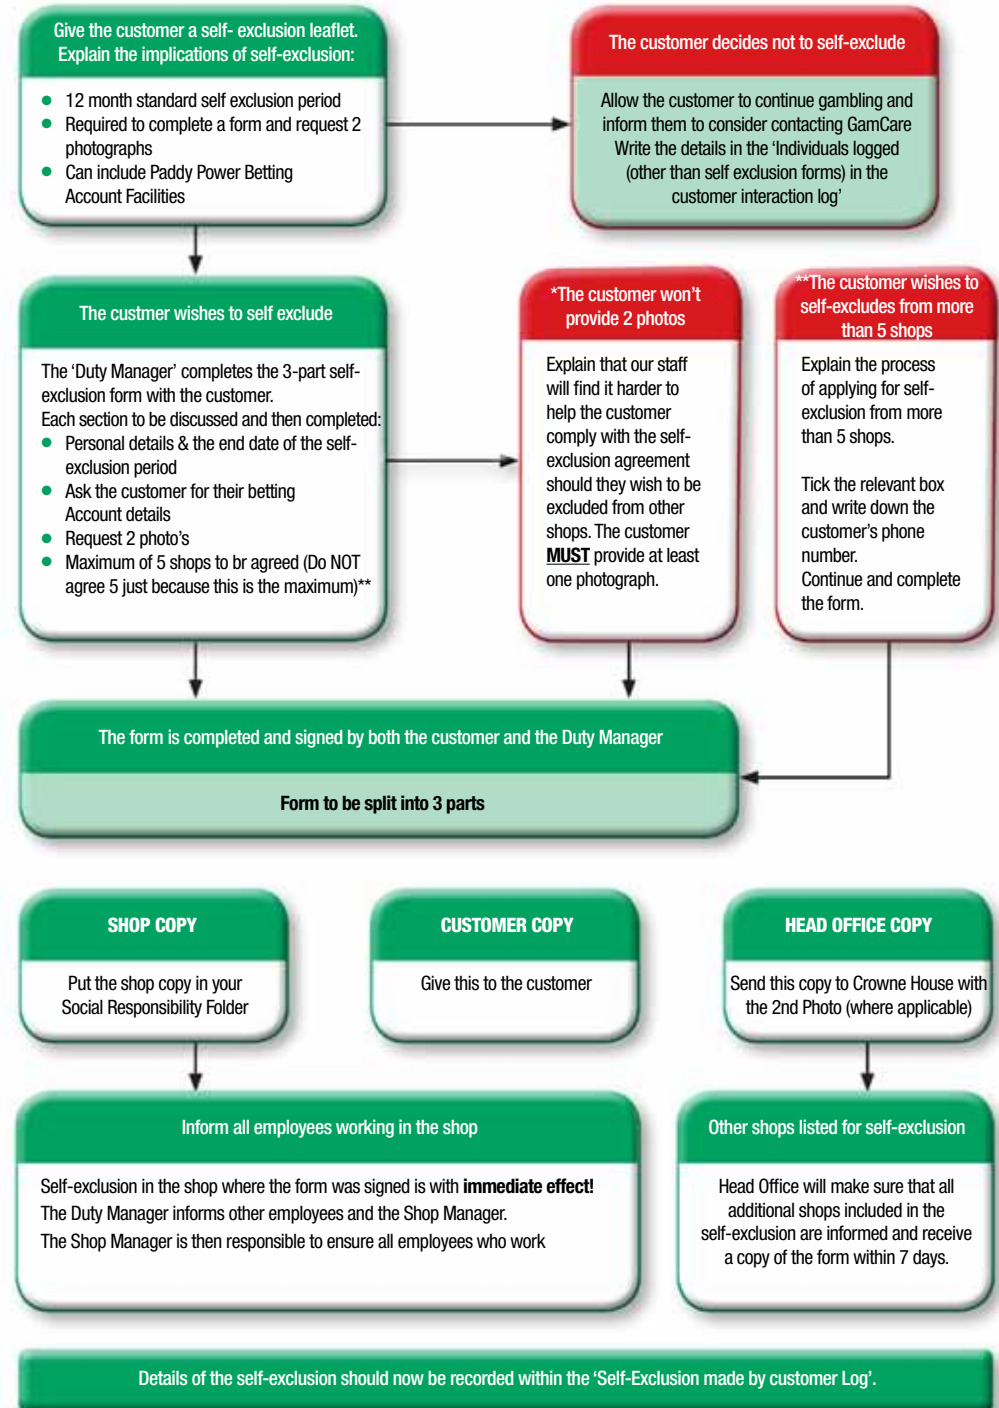 Give the customer a self- exclusion leaflet.
Explain the implications of self-exclusion:
● 12 month standard self exclusion period
● Required to complete a form and request 2
photographs
● Can include Paddy Power Betting
Account Facilities
The customer decides not to self-exclude
Allow the customer to continue gambling and
inform them to consider contacting GamCare
Write the details in the ‘Individuals logged
(other than self exclusion forms) in the
customer interaction log’
The custmer wishes to self exclude
The ‘Duty Manager’ completes the 3-part self-
exclusion form with the customer.
Each section to be discussed and then completed:
● Personal details & the end date of the self-
exclusion period
● Ask the customer for their betting
Account details
● Request 2 photo’s
● Maximum of 5 shops to br agreed (Do NOT
agree 5 just because this is the maximum)**
*The customer won’t
provide 2 photos
Explain that our staff
will find it harder to
help the customer
comply with the self-
exclusion agreement
should they wish to be
excluded from other
shops. The customer
MUST provide at least
one photograph.
**The customer wishes to
self-excludes from more
than 5 shops
Explain the process
of applying for self-
exclusion from more
than 5 shops.
Tick the relevant box
and write down the
customer’s phone
number.
Continue and complete
the form.
The form is completed and signed by both the customer and the Duty Manager
Form to be split into 3 parts
SHOP COPY
Put the shop copy in your
Social Responsibility Folder
CUSTOMER COPY
Give this to the customer
HEAD OFFICE COPY
Send this copy to Crowne House with
the 2nd Photo (where applicable)
Inform all employees working in the shop
Self-exclusion in the shop where the form was signed is with immediate effect!
The Duty Manager informs other employees and the Shop Manager.
The Shop Manager is then responsible to ensure all employees who work
Other shops listed for self-exclusion
Head Office will make sure that all
additional shops included in the
self-exclusion are informed and receive
a copy of the form within 7 days.
Details of the self-exclusion should now be recorded within the ‘Self-Exclusion made by customer Log’.